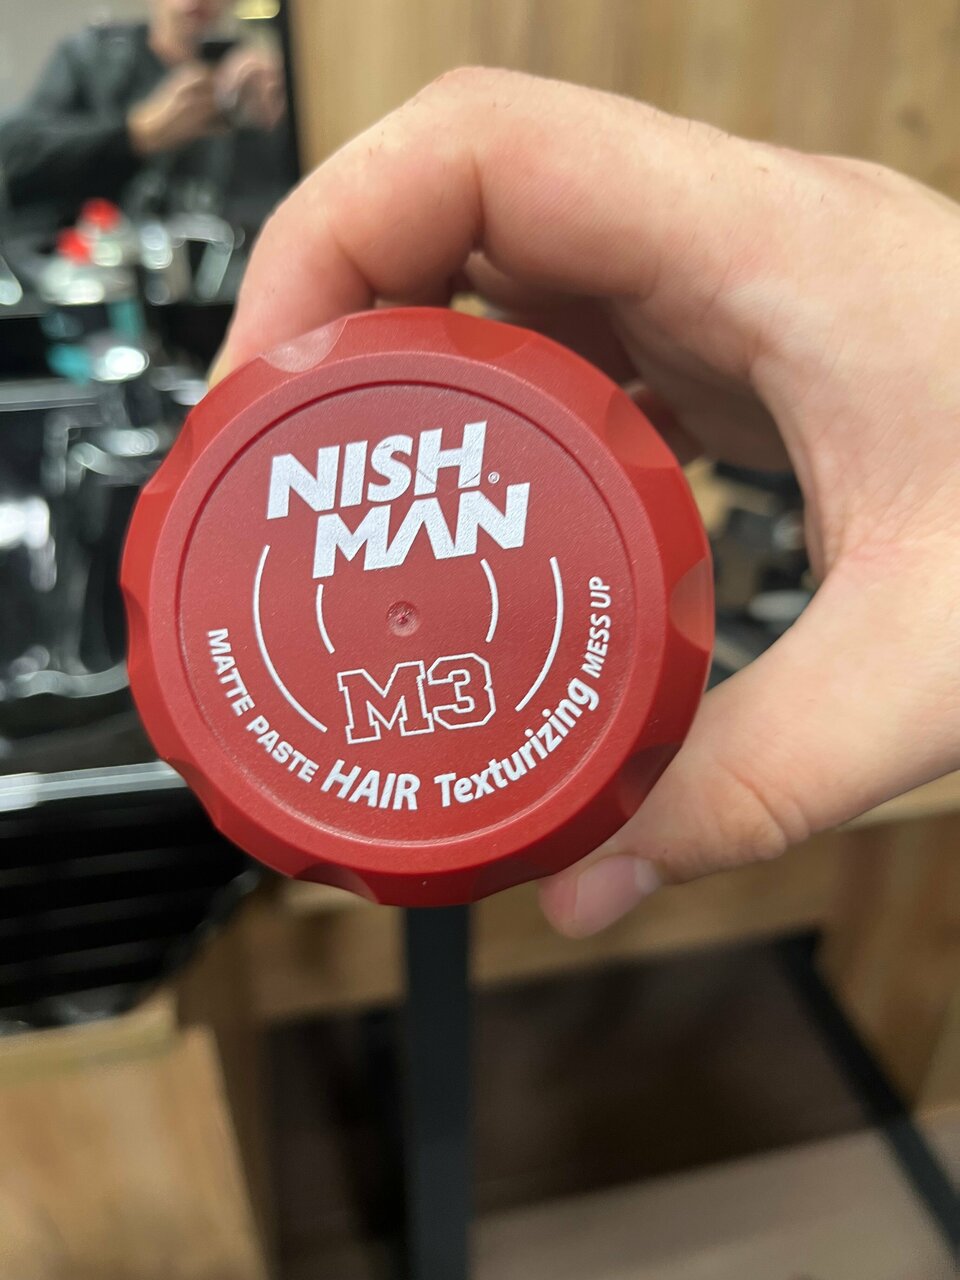 NISH
MAN®
M3
MATTE PASTE HAIR Texturizing MESS UP